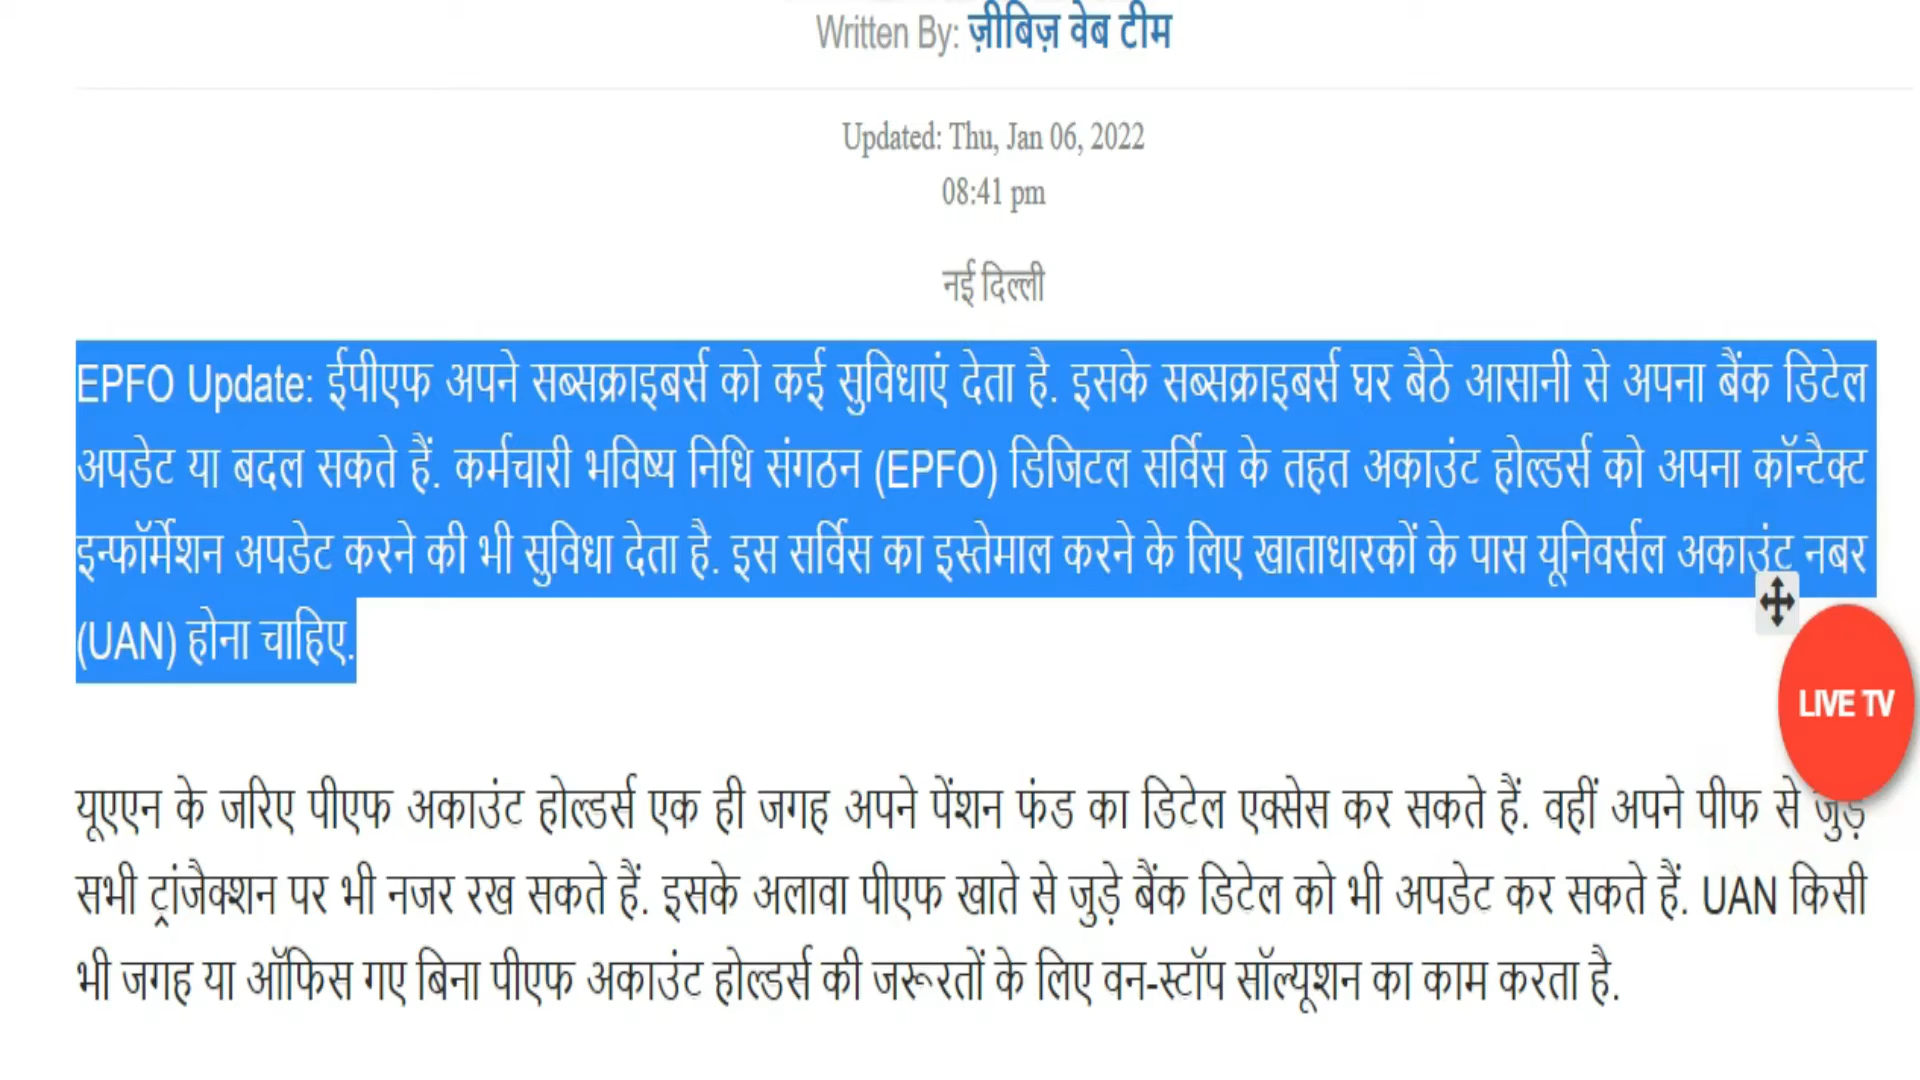 Written By: ज़ीबिज़ वेब टीम
Updated: Thu, Jan 06, 2022
08:41 pm
नई दिल्ली
EPFO Update: ईपीएफ अपने सब्सक्राइबर्स को कई सुविधाएं देता है. इसके सब्सक्राइबर्स घर बैठे आसानी से अपना बैंक डिटेल
अपडेट या बदल सकते हैं. कर्मचारी भविष्य निधि संगठन (EPFO) डिजिटल सर्विस के तहत अकाउंट होल्डर्स को अपना कॉन्टैक्ट
इन्फॉर्मेशन अपडेट करने की भी सुविधा देता है. इस सर्विस का इस्तेमाल करने के लिए खाताधारकों के पास यूनिवर्सल अकाउंट नबर
(UAN) होना चाहिए.
LIVE TV
यूएएन के जरिए पीएफ अकाउंट होल्डर्स एक ही जगह अपने पेंशन फंड का डिटेल एक्सेस कर सकते हैं. वहीं अपने पीफ से जुड़े
सभी ट्रांजैक्शन पर भी नजर रख सकते हैं. इसके अलावा पीएफ खाते से जुड़े बैंक डिटेल को भी अपडेट कर सकते हैं. UAN किसी
भी जगह या ऑफिस गए बिना पीएफ अकाउंट होल्डर्स की जरूरतों के लिए वन-स्टॉप सॉल्यूशन का काम करता है.